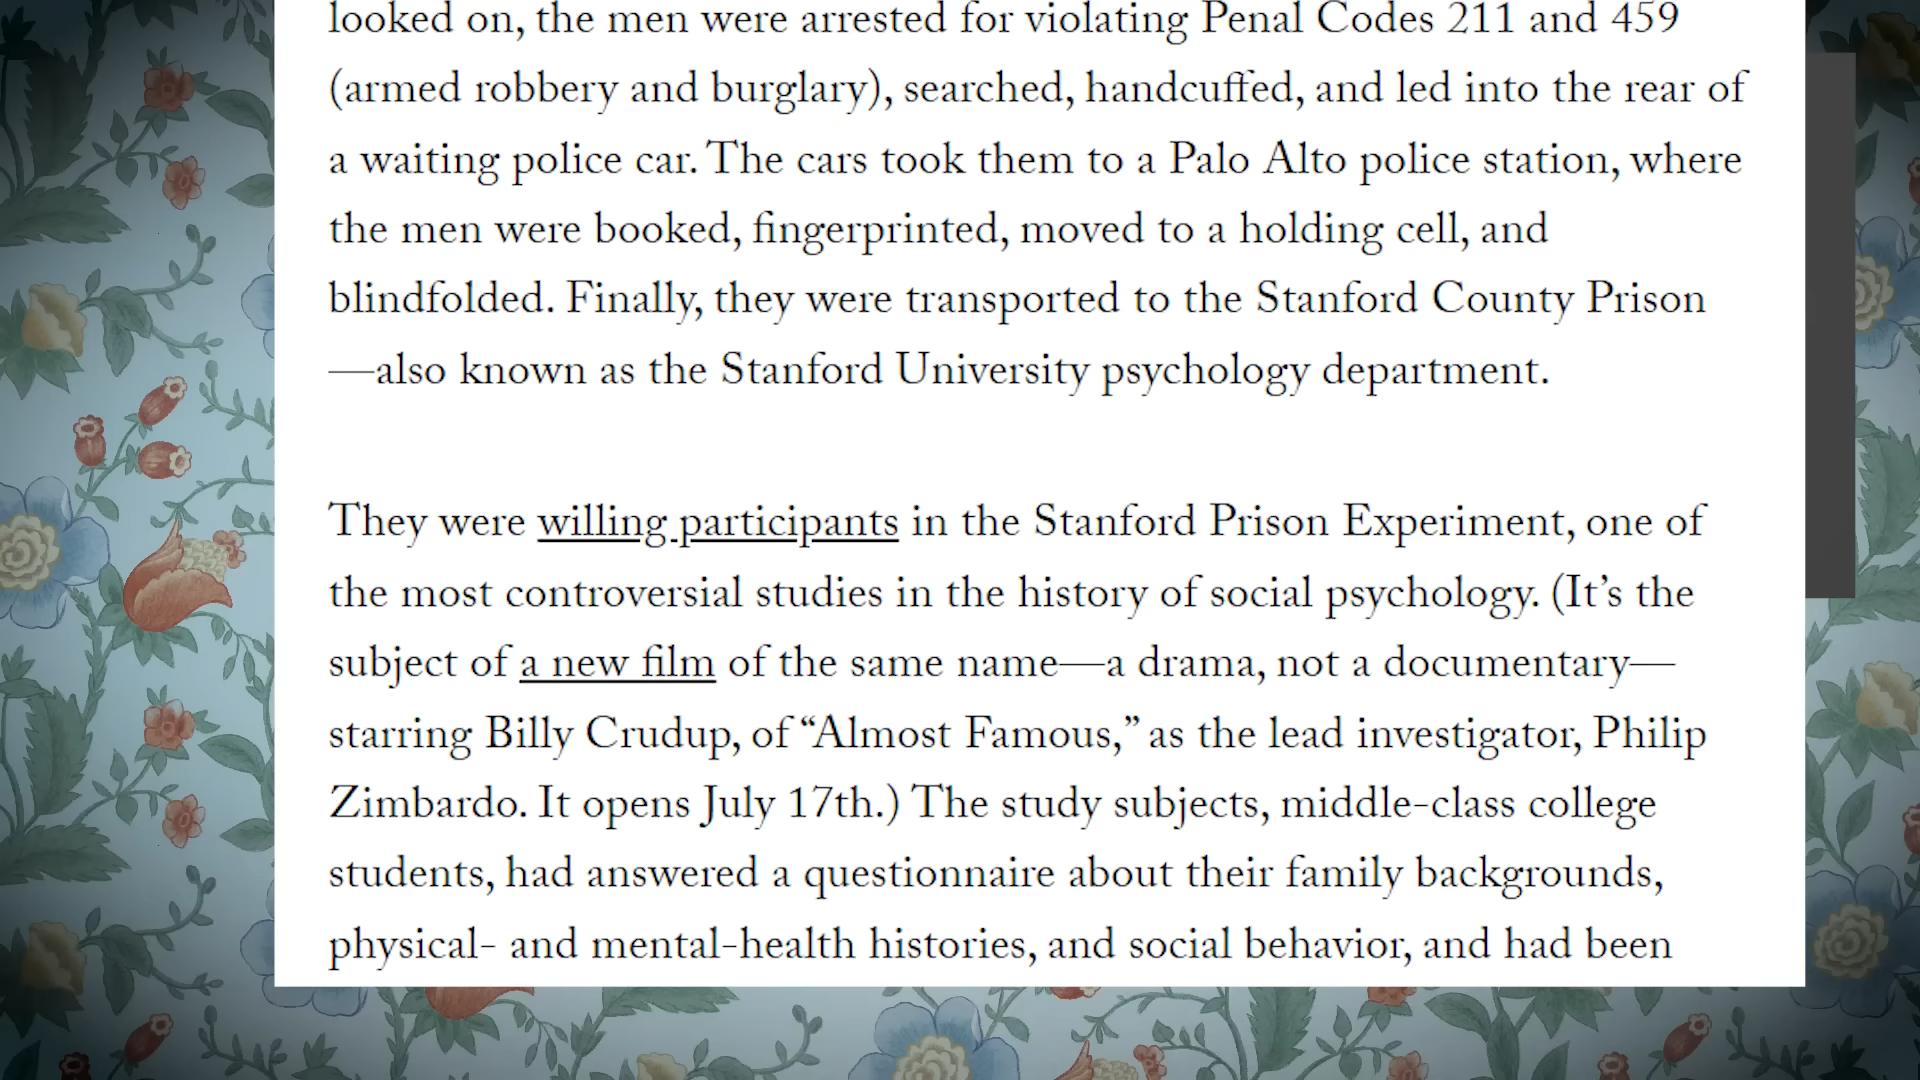 looked on, the men were arrested for violating Penal Codes 211 and 459
(armed robbery and burglary), searched, handcuffed, and led into the rear of
a waiting police car. The cars took them to a Palo Alto police station, where
the men were booked, fingerprinted, moved to a holding cell, and
blindfolded. Finally, they were transported to the Stanford County Prison
—also known as the Stanford University psychology department.
They were willing participants in the Stanford Prison Experiment, one of
the most controversial studies in the history of social psychology. (It’s the
subject of a new film of the same name—a drama, not a documentary—
starring Billy Crudup, of “Almost Famous,” as the lead investigator, Philip
Zimbardo. It opens July 17th.) The study subjects, middle-class college
students, had answered a questionnaire about their family backgrounds,
physical- and mental-health histories, and social behavior, and had been